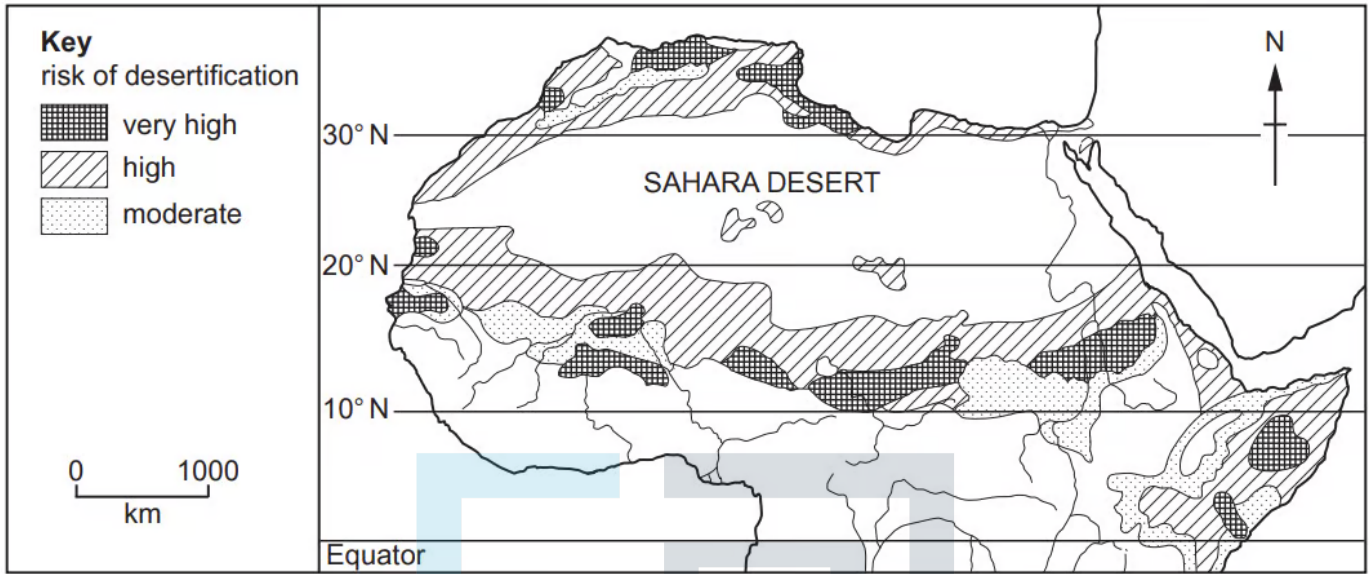 Key
risk of desertification
very high
high
moderate
0 1000
km
N
30° N
SAHARA DESERT
20° N
10° N
Equator